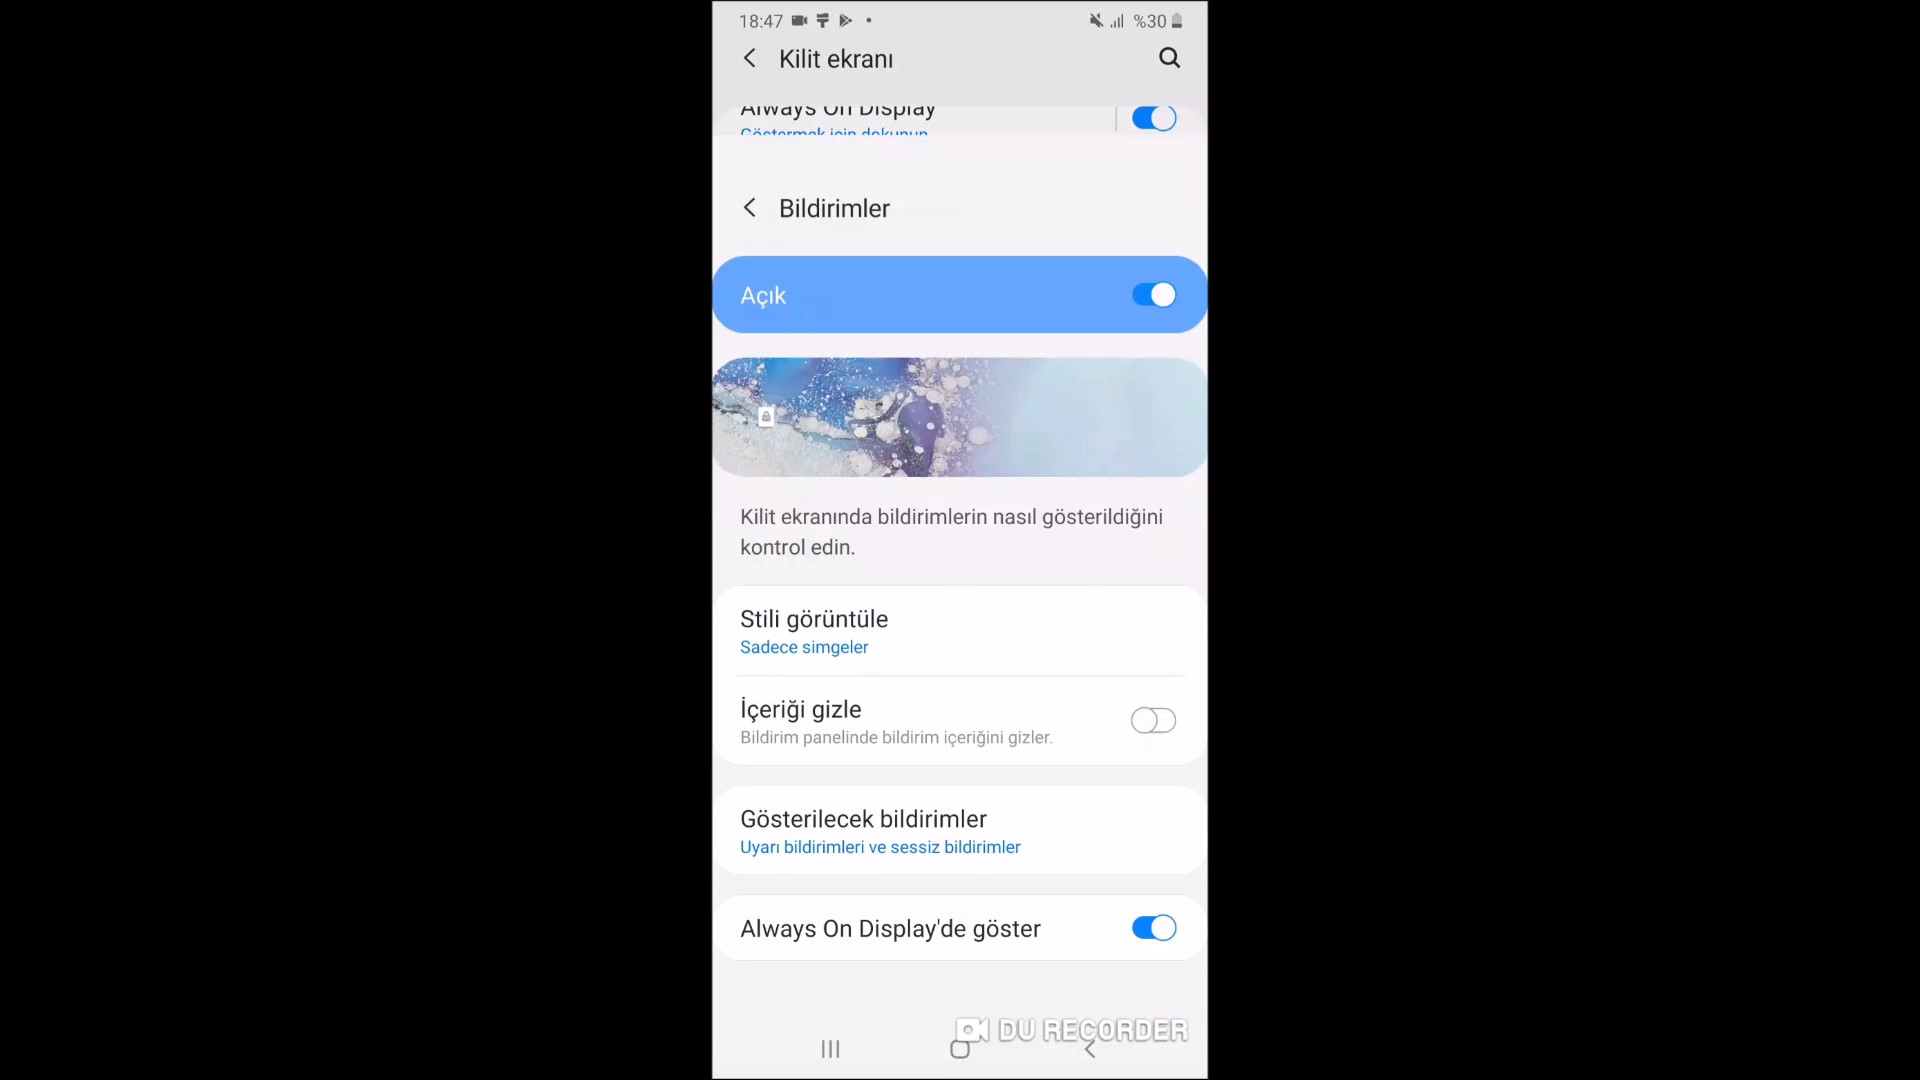 18:47 %30
Kilit ekranı
Always On Display
Göstermek için dokunun
Bildirimler
Açık
Kilit ekranında bildirimlerin nasıl gösterildiğini
kontrol edin.
Stili görüntüle
Sadece simgeler
İçeriği gizle
Bildirim panelinde bildirim içeriğini gizler.
Gösterilecek bildirimler
Uyarı bildirimleri ve sessiz bildirimler
Always On Display'de göster
DU RECORDER